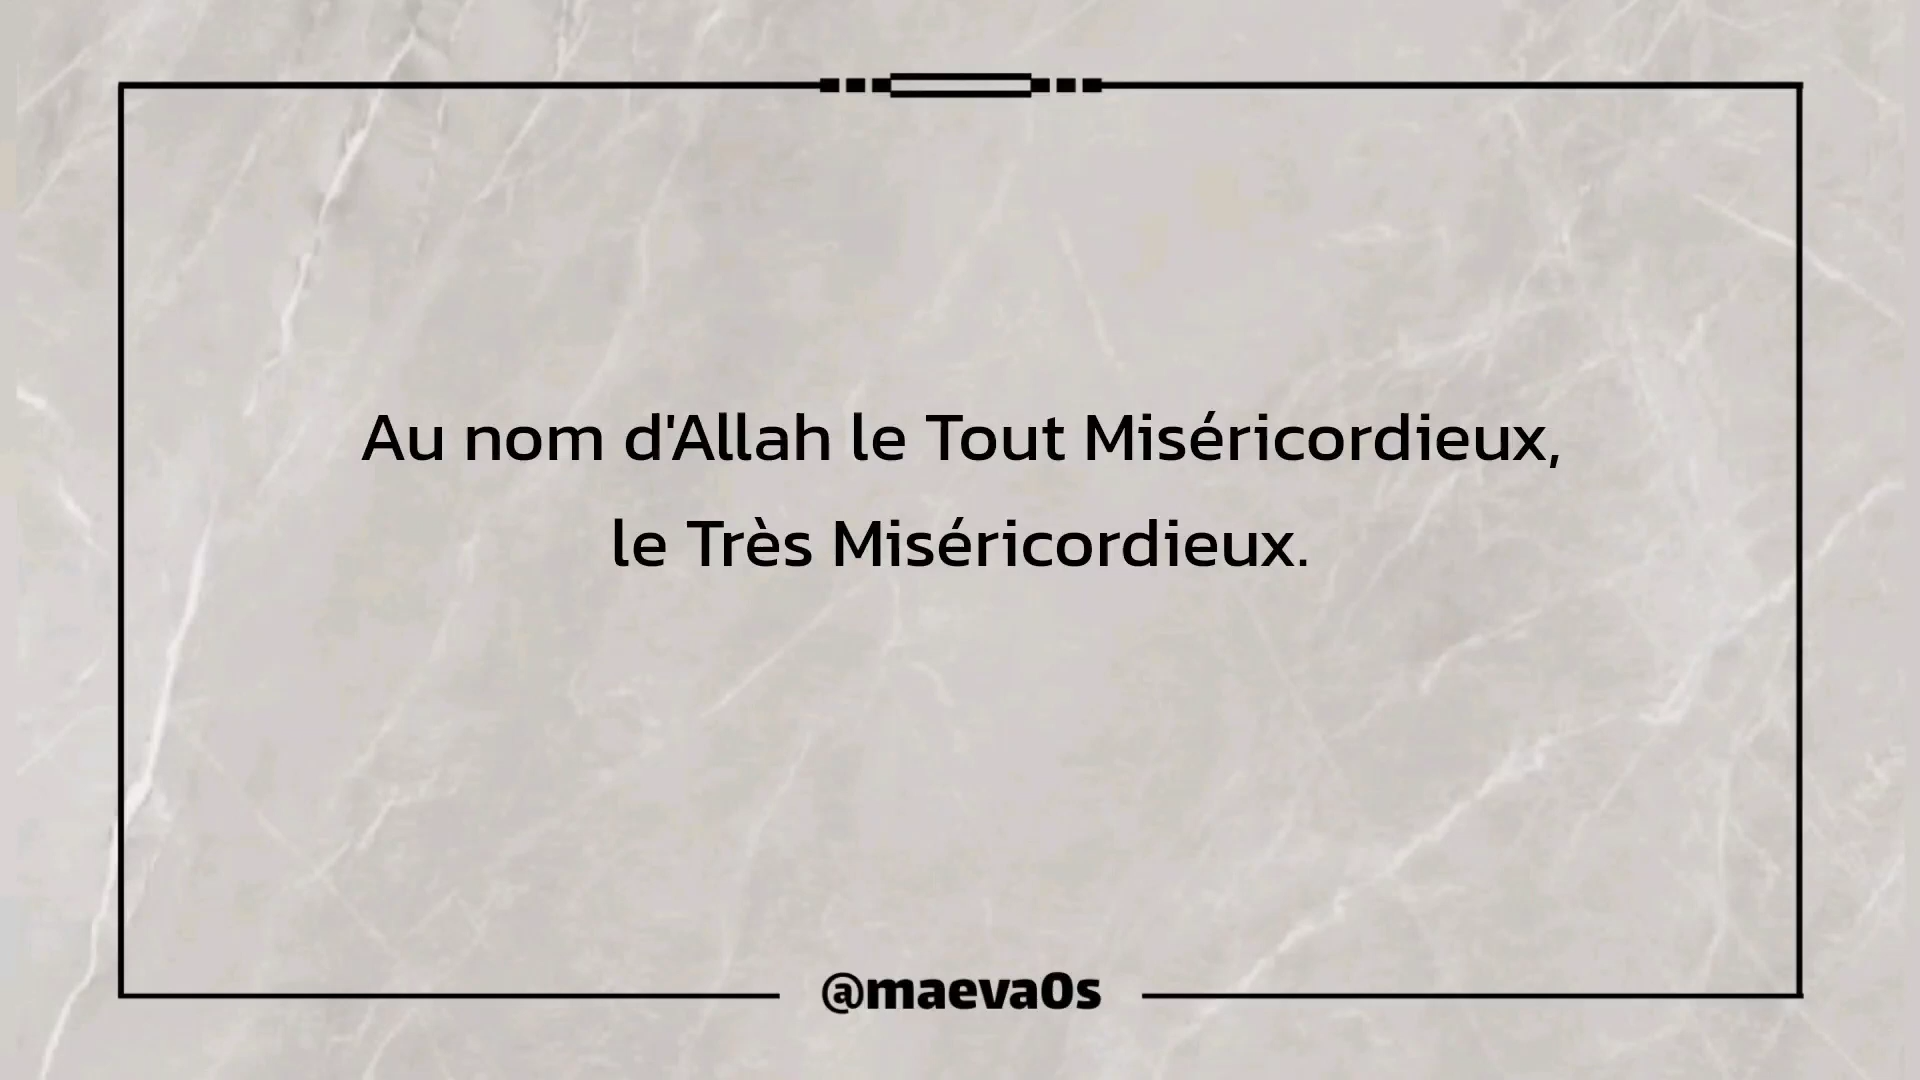 Au nom d'Allah le Tout Miséricordieux,
le Très Miséricordieux.
@maeva0s